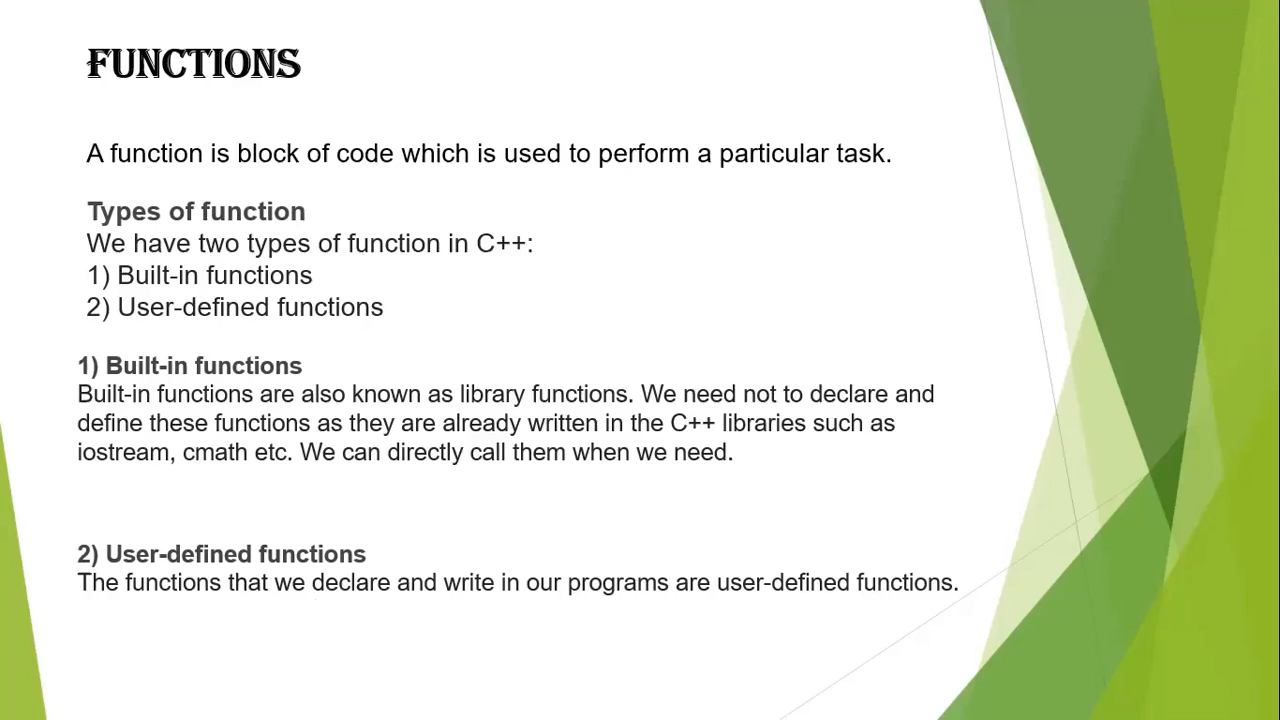 FUNCTIONS
A function is block of code which is used to perform a particular task.
Types of function
We have two types of function in C++:
1) Built-in functions
2) User-defined functions
1) Built-in functions
Built-in functions are also known as library functions. We need not to declare and
define these functions as they are already written in the C++ libraries such as
iostream, cmath etc. We can directly call them when we need.
2) User-defined functions
The functions that we declare and write in our programs are user-defined functions.